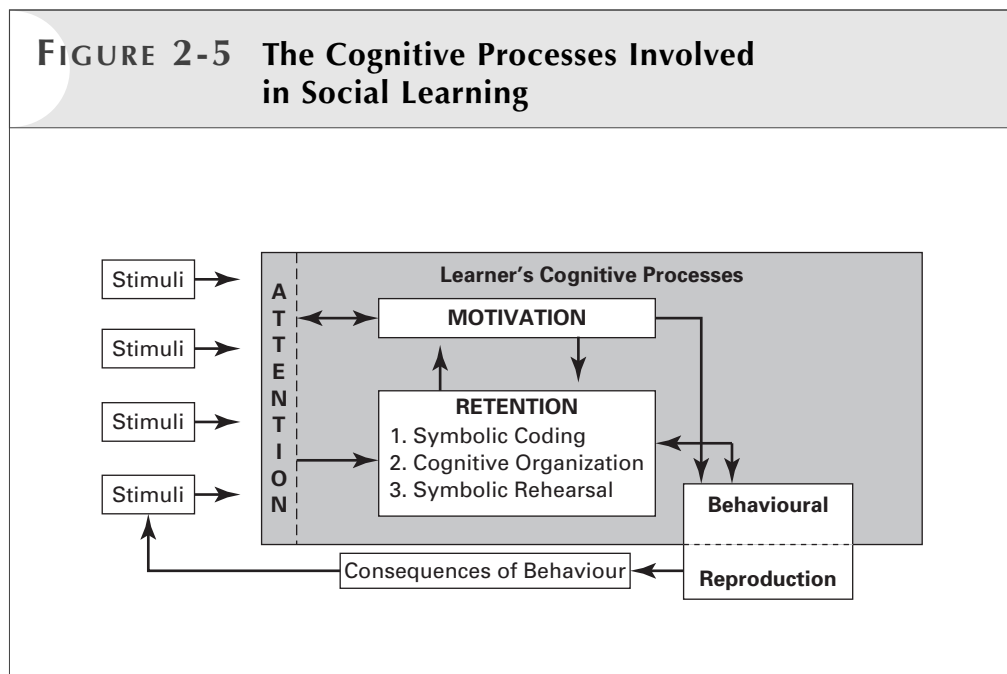 FIGURE 2-5 The Cognitive Processes Involved
in Social Learning
Learner's Cognitive Processes
Stimuli
Stimuli
Stimuli
Stimuli
ATTENTION
MOTIVATION
RETENTION
1. Symbolic Coding
2. Cognitive Organization
3. Symbolic Rehearsal
Behavioural
Reproduction
Consequences of Behaviour